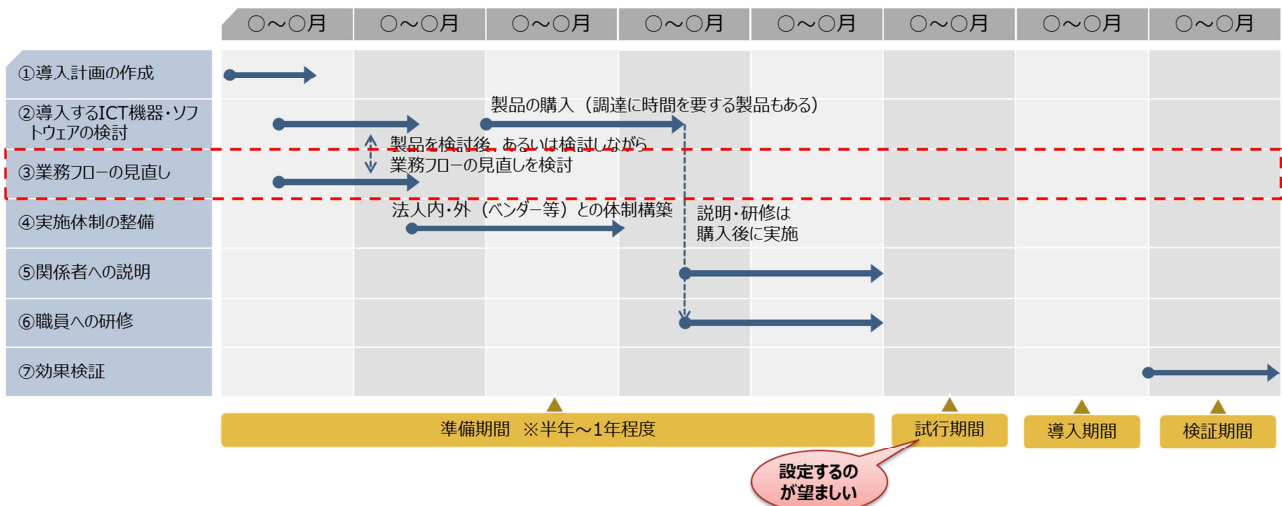 ○～○月 ○～○月 ○～○月 ○～○月 ○～○月 ○～○月 ○～○月 ○～○月
①導入計画の作成
②導入するICT機器・ソフ
トウェアの検討
製品の購入（調達に時間を要する製品もある）
製品を検討後、あるいは検討しながら
業務フローの見直しを検討
③業務フローの見直し
法人内・外（ベンダー等）との体制構築
④実施体制の整備
説明・研修は
購入後に実施
⑤関係者への説明
⑥職員への研修
⑦効果検証
準備期間 ※半年～1年程度
試行期間
導入期間
検証期間
設定するの
が望ましい